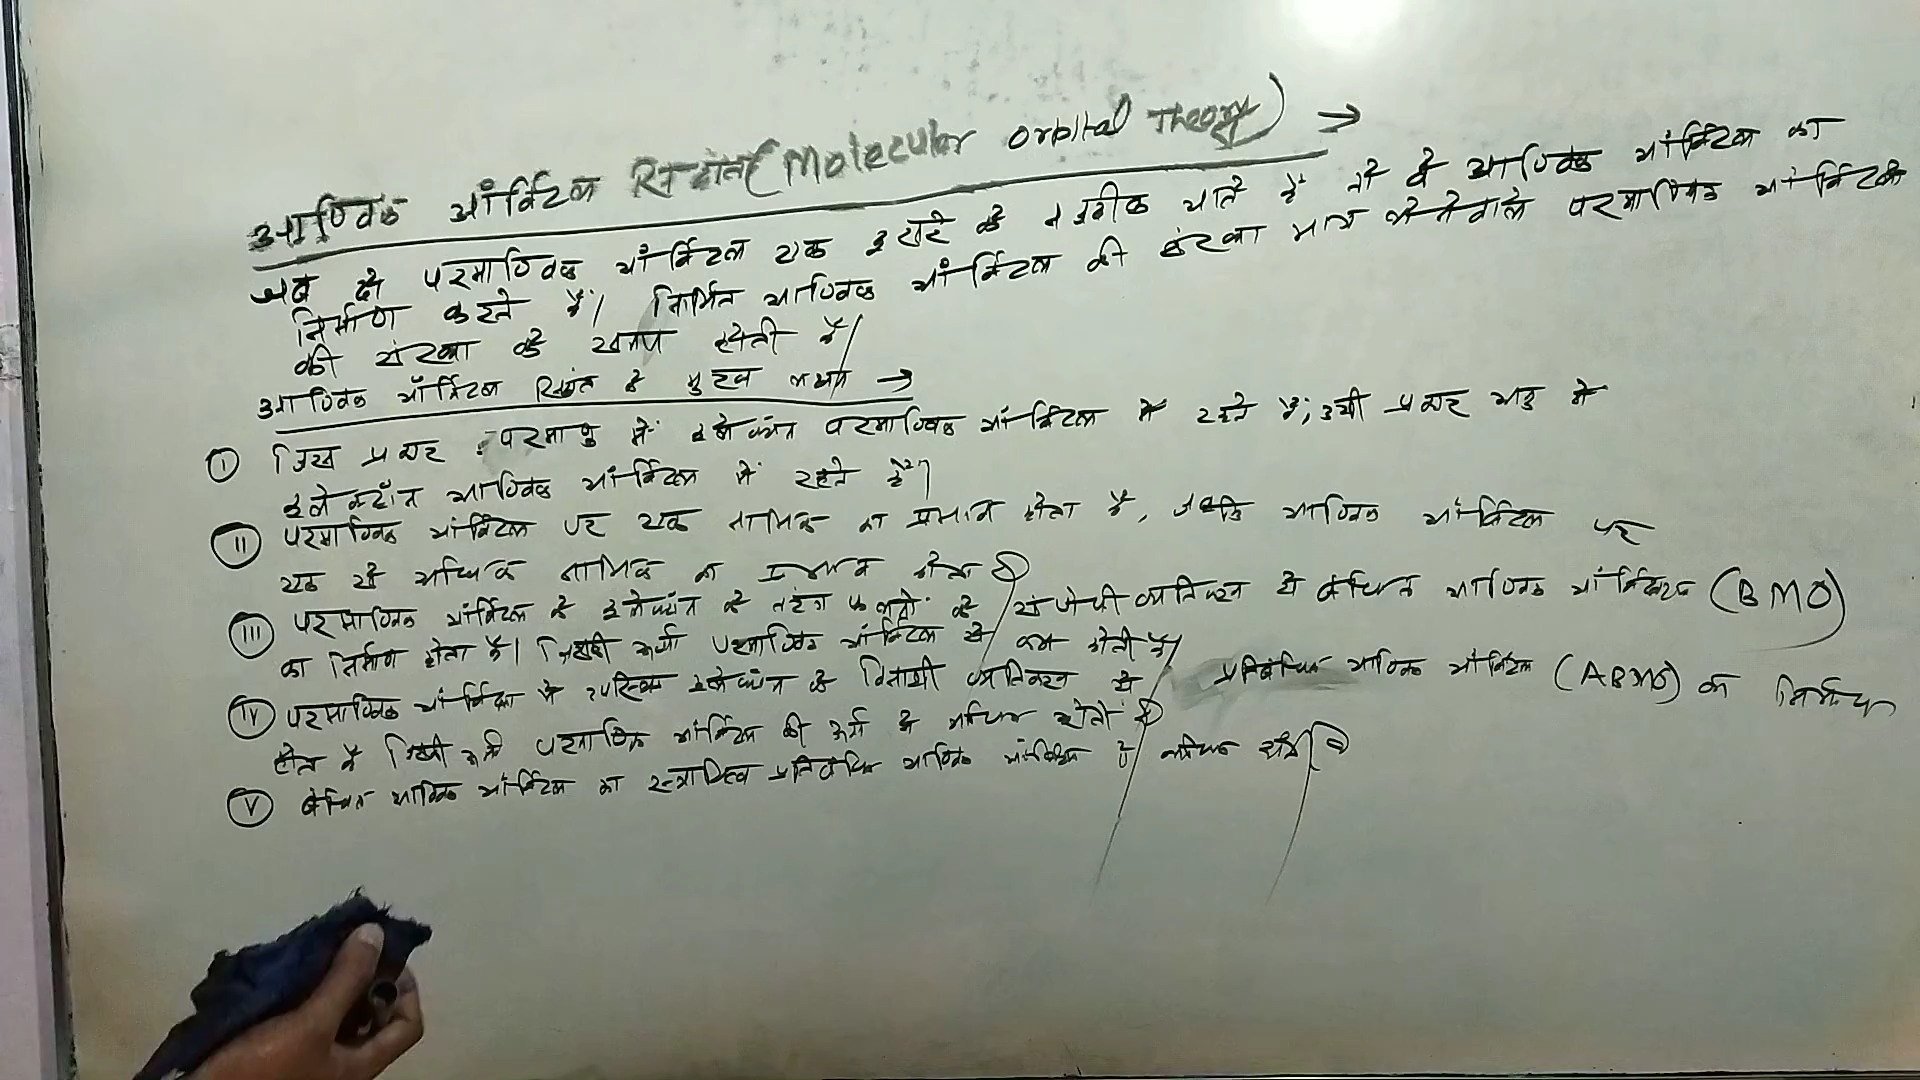 आण्विक ऑर्बिटल सिद्धांत (Molecular orbital Theory) →
जब दो परमाण्विक ऑर्बिटल एक दूसरे के नजदीक आते हैं तो वे आण्विक ऑर्बिटल का
निर्माण करते हैं। निर्मित आण्विक ऑर्बिटल की संख्या भाग लेने वाले परमाण्विक ऑर्बिटल
की संख्या के समान होती है।
आण्विक ऑर्बिटल सिद्धांत के मुख्य लक्षण →
(I) जिस प्रकार परमाणु में इलेक्ट्रॉन परमाण्विक ऑर्बिटल में रहते हैं; उसी प्रकार अणु में
इलेक्ट्रॉन आण्विक ऑर्बिटल में रहते हैं।
(II) परमाण्विक ऑर्बिटल पर एक नाभिक का प्रभाव होता है, जबकि आण्विक ऑर्बिटल पर
एक से अधिक नाभिक का प्रभाव होता है।
(III) परमाण्विक ऑर्बिटल के इलेक्ट्रॉन के तरंग फलनों के संयोगी व्यतिकरण से बंधित आण्विक ऑर्बिटल (BMO)
का निर्माण होता है। जिसकी ऊर्जा परमाण्विक ऑर्बिटल से कम होती है।
(IV) परमाण्विक ऑर्बिटल में उपस्थित इलेक्ट्रॉन के विनाशी व्यतिकरण से प्रतिबंधित आण्विक ऑर्बिटल (ABMO) का निर्माण
होता है जिसकी ऊर्जा परमाण्विक ऑर्बिटल की ऊर्जा से अधिक होती है।
(V) बंधित आण्विक ऑर्बिटल का स्थायित्व प्रतिबंधित आण्विक ऑर्बिटल से अधिक